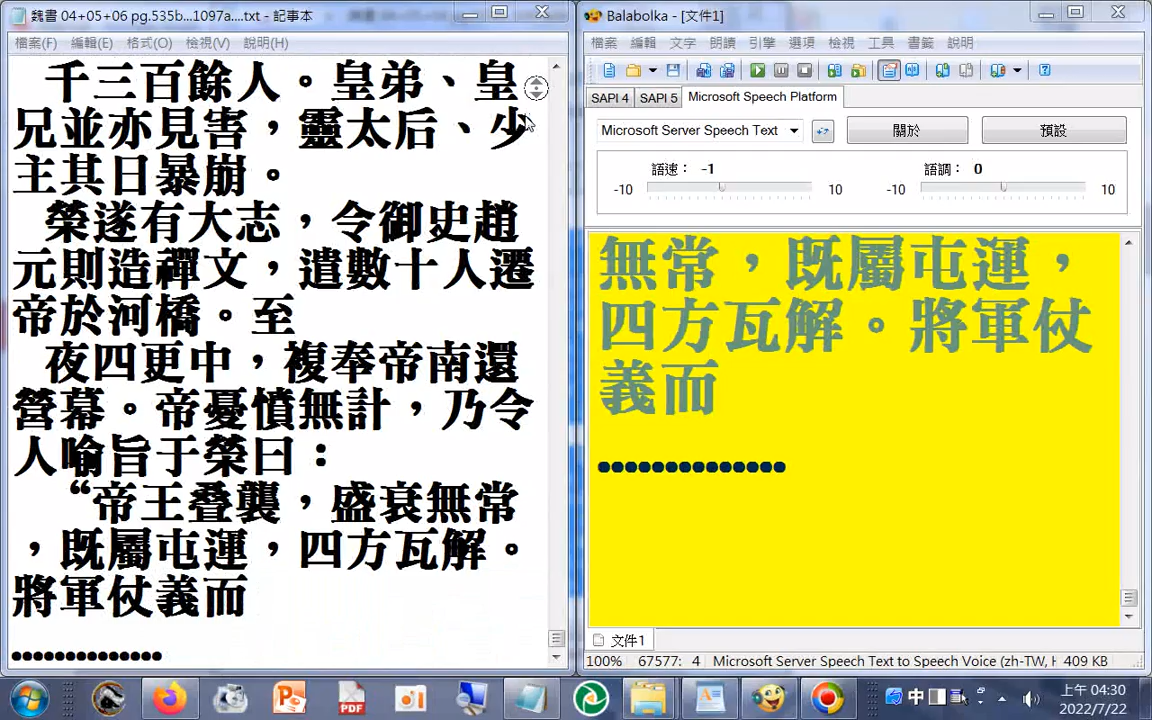 魏書 04+05+06 pg.535b...1097a....txt - 記事本
檔案(F) 編輯(E) 格式(O) 檢視(V) 說明(H)
千三百餘人。皇弟、皇
兄並亦見害，靈太后、少
主其日暴崩。
榮遂有大志，令御史趙
元則造禪文，遣數十人遷
帝於河橋。至
夜四更中，複奉帝南還
營幕。帝憂憤無計，乃令
人喻旨于榮曰：
“帝王叠襲，盛衰無常
，既屬屯運，四方瓦解。
將軍仗義而
●●●●●●●●●●●●●●
Balabolka - [文件1]
檔案 編輯 文字 朗讀 引擎 選項 檢視 工具 書籤 說明
SAPI 4 SAPI 5 Microsoft Speech Platform
Microsoft Server Speech Text 關於 預設
語速： -1 語調： 0
-10 10 -10 10
無常，既屬屯運，
四方瓦解。將軍仗
義而
●●●●●●●●●●●●●●
文件1
100% 67577: 4 Microsoft Server Speech Text to Speech Voice (zh-TW, H 409 KB
PDF
中
上午 04:30
2022/7/22